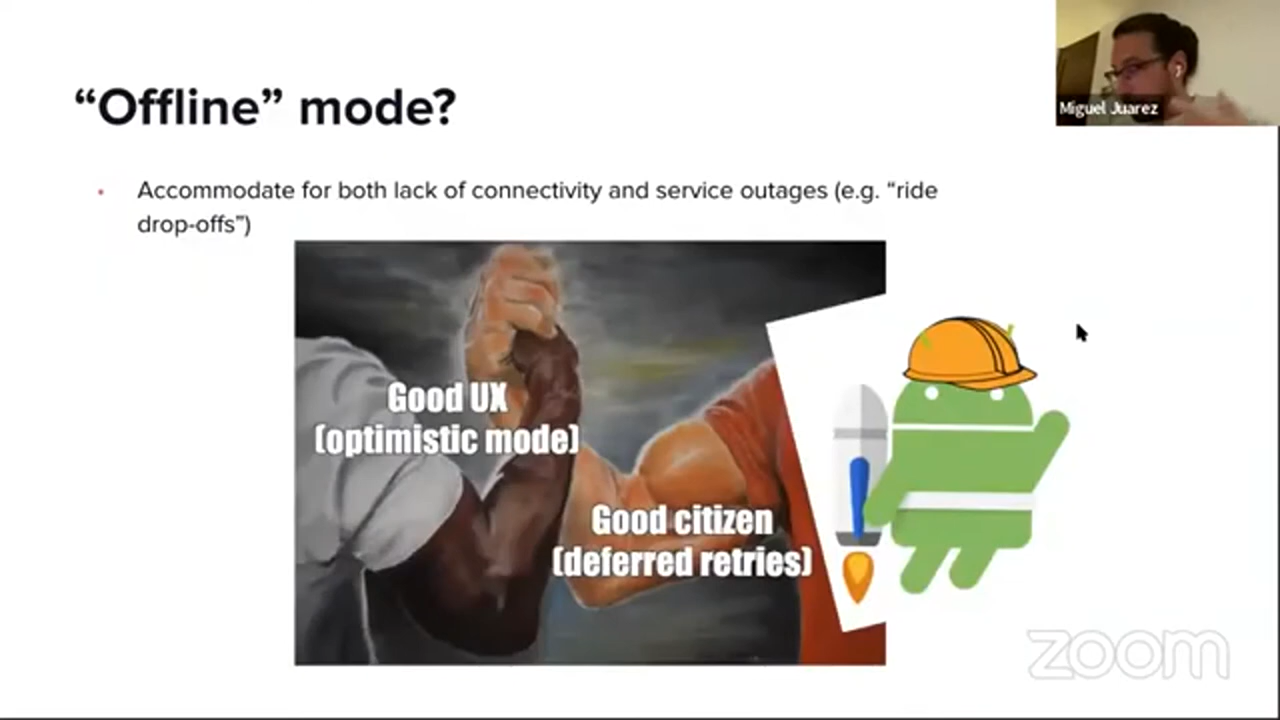 “Offline” mode?
Miguel Juarez
• Accommodate for both lack of connectivity and service outages (e.g. “ride
drop-offs”)
Good UX
(optimistic mode)
Good citizen
(deferred retries)
zoom